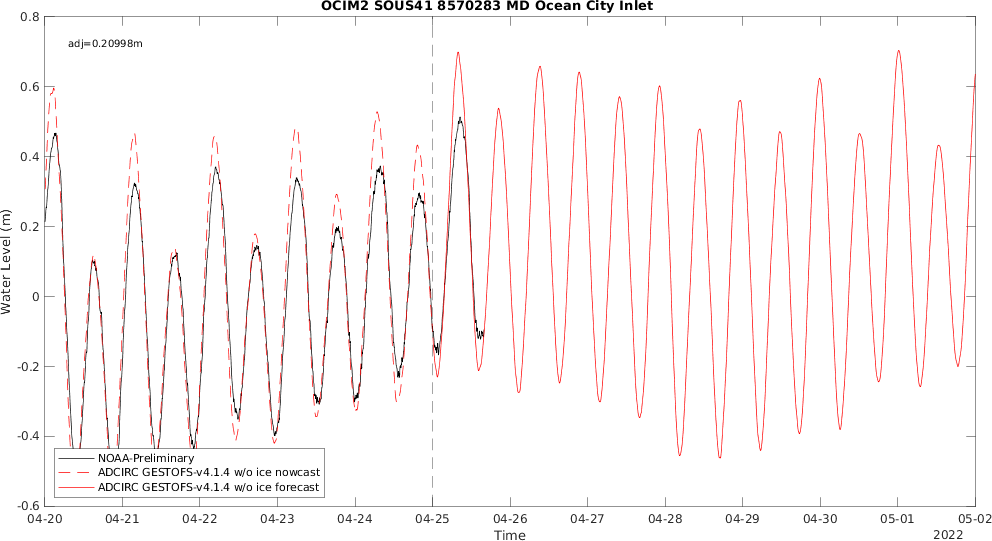 OCIM2 SOUS41 8570283 MD Ocean City Inlet
adj=0.20998m
0.8
0.6
0.4
0.2
0
-0.2
-0.4
-0.6
Water Level (m)
NOAA-Preliminary
ADCIRC GESTOFS-v4.1.4 w/o ice nowcast
ADCIRC GESTOFS-v4.1.4 w/o ice forecast
04-20 04-21 04-22 04-23 04-24 04-25 04-26 04-27 04-28 04-29 04-30 05-01 05-02
Time
2022